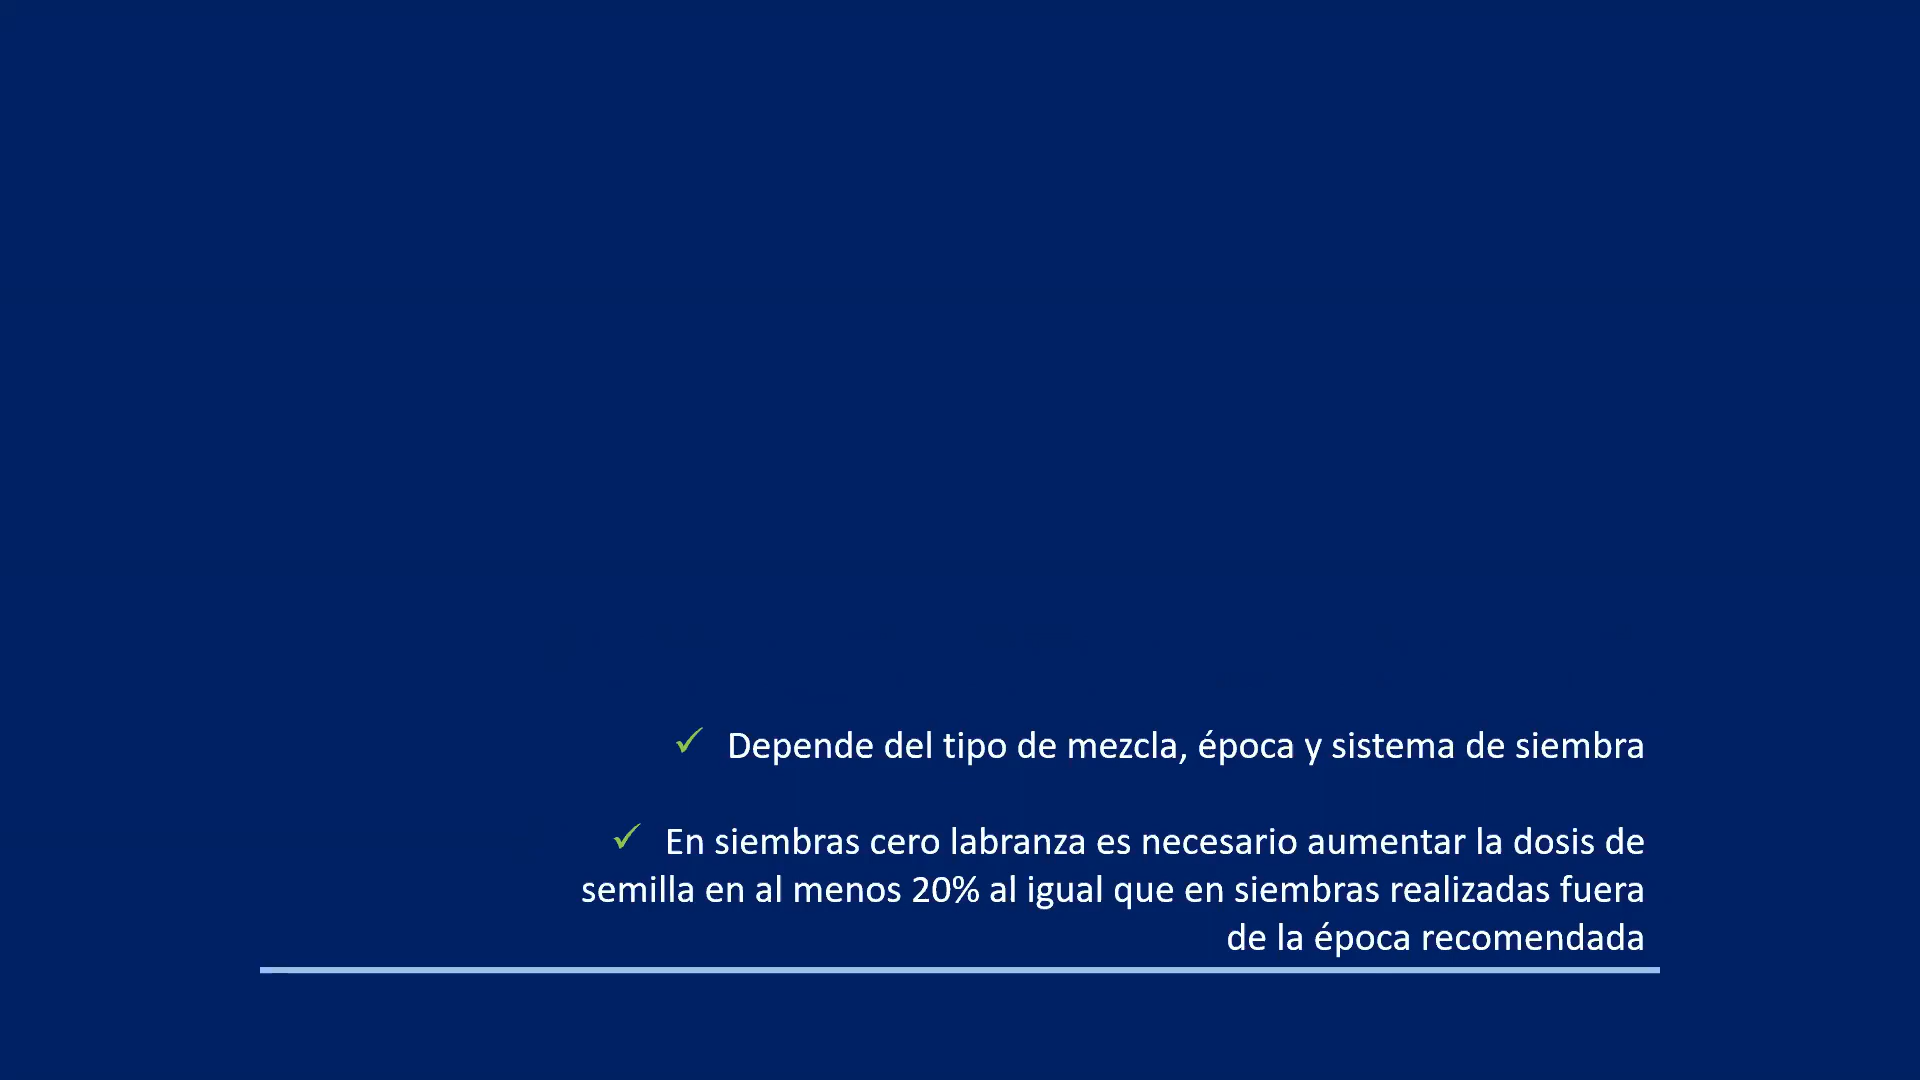 ✓ Depende del tipo de mezcla, época y sistema de siembra
✓ En siembras cero labranza es necesario aumentar la dosis de
semilla en al menos 20% al igual que en siembras realizadas fuera
de la época recomendada